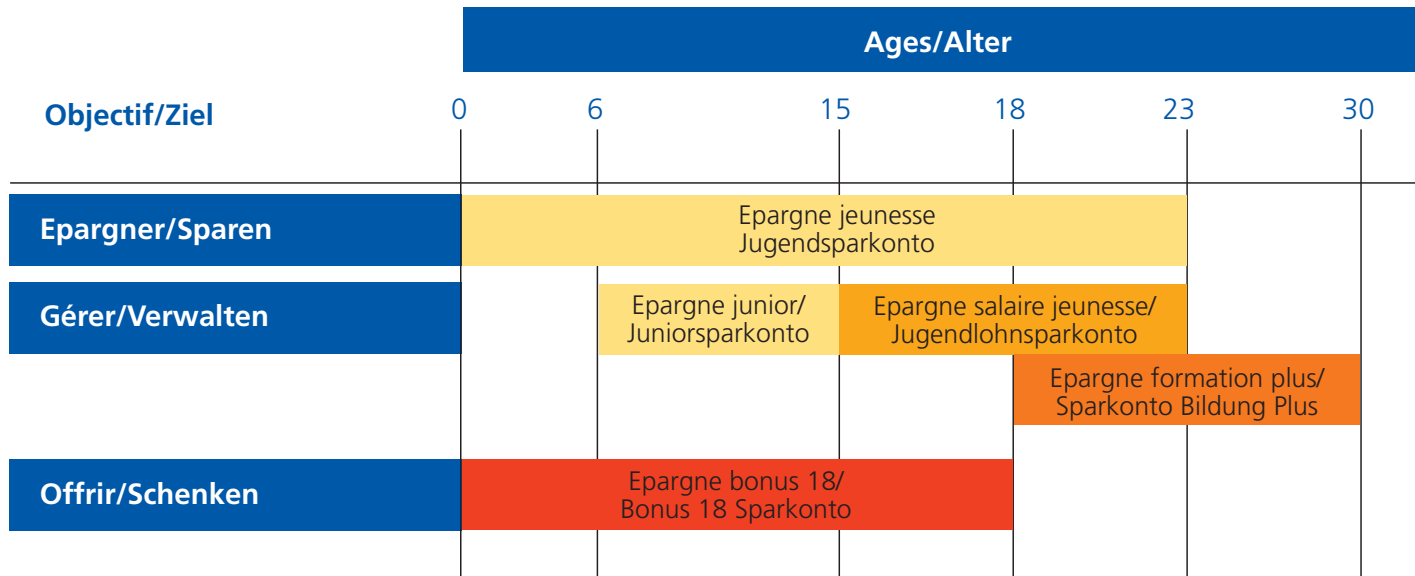 Ages/Alter
Objectif/Ziel
0 6 15 18 23 30
Epargner/Sparen
Epargne jeunesse
Jugendsparkonto
Gérer/Verwalten
Epargne junior/
Juniorsparkonto
Epargne salaire jeunesse/
Jugendlohnsparkonto
Epargne formation plus/
Sparkonto Bildung Plus
Offrir/Schenken
Epargne bonus 18/
Bonus 18 Sparkonto